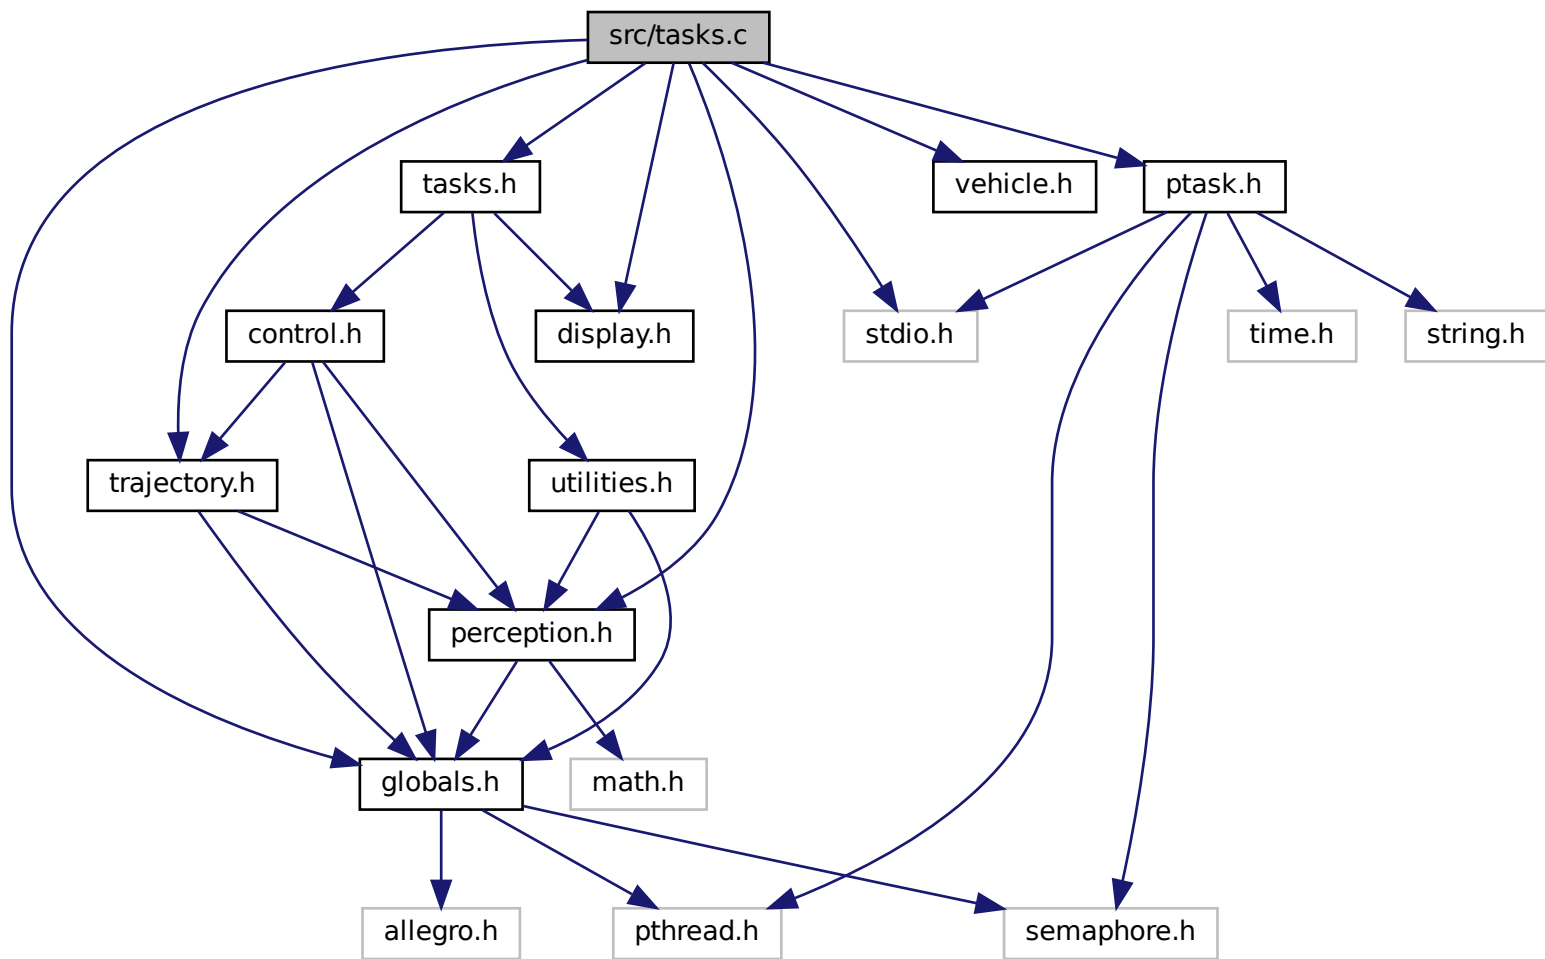 src/tasks.c
tasks.h
vehicle.h
ptask.h
control.h
display.h
stdio.h
time.h
string.h
trajectory.h
utilities.h
perception.h
globals.h
math.h
allegro.h
pthread.h
semaphore.h